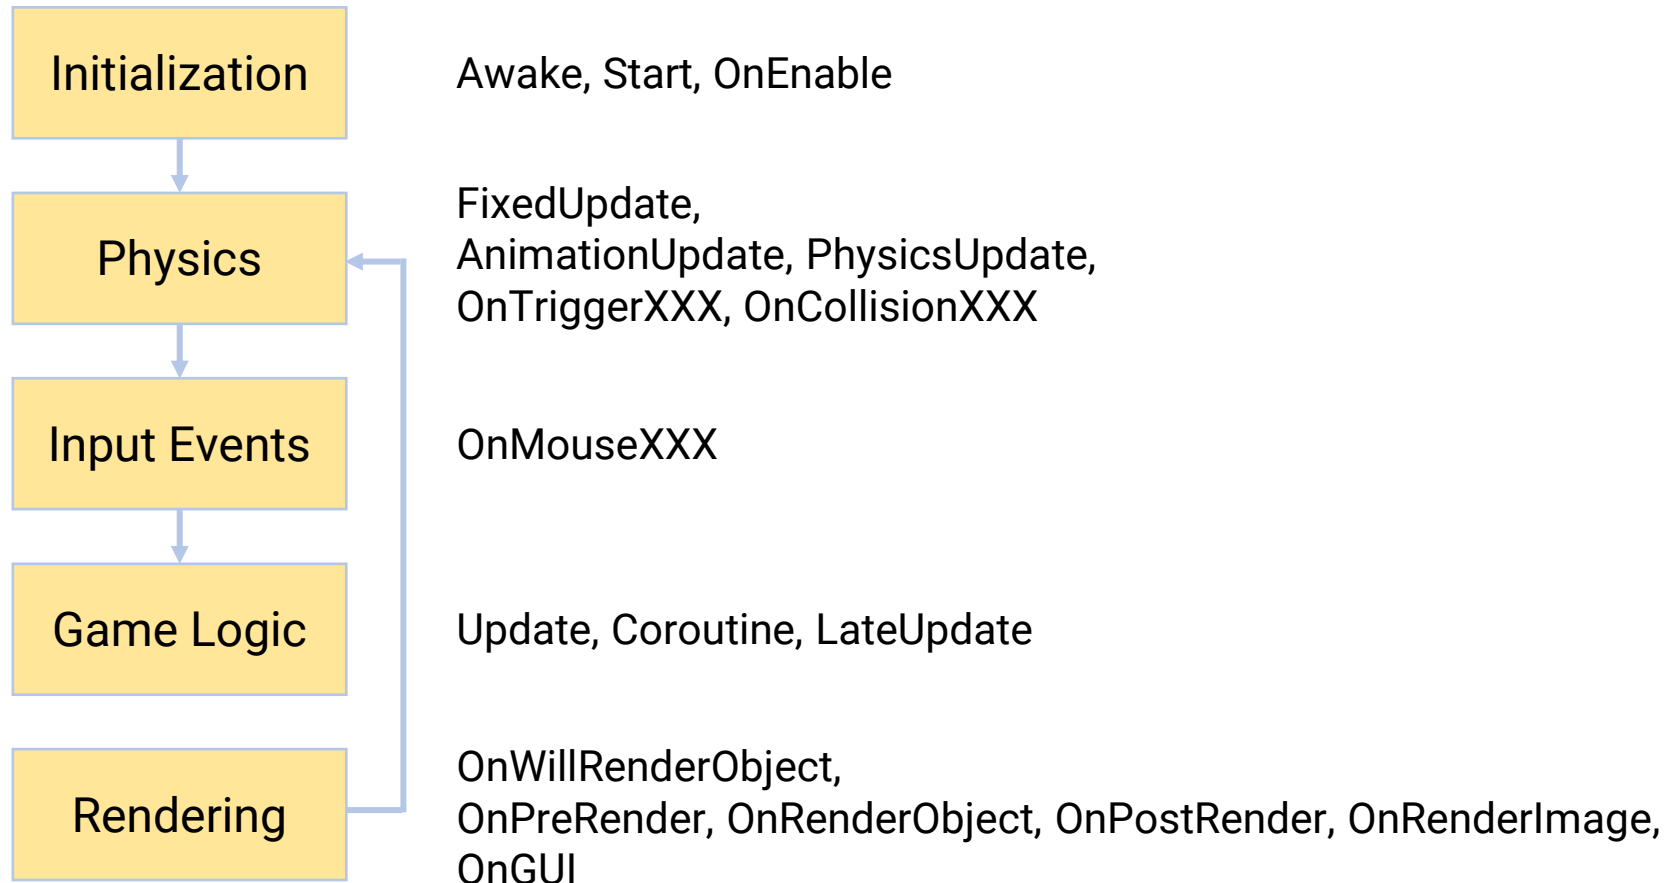 Initialization
Awake, Start, OnEnable
Physics
FixedUpdate,
AnimationUpdate, PhysicsUpdate,
OnTriggerXXX, OnCollisionXXX
Input Events
OnMouseXXX
Game Logic
Update, Coroutine, LateUpdate
Rendering
OnWillRenderObject,
OnPreRender, OnRenderObject, OnPostRender, OnRenderImage,
OnGUI